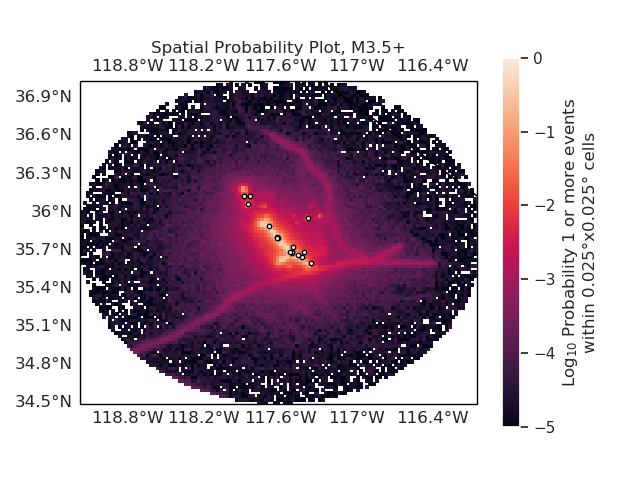 Spatial Probability Plot, M3.5+
118.8°W 118.2°W 117.6°W 117°W 116.4°W
36.9°N
36.6°N
36.3°N
36°N
35.7°N
35.4°N
35.1°N
34.8°N
34.5°N
118.8°W 118.2°W 117.6°W 117°W 116.4°W
0
−1
−2
−3
−4
−5
Log₁₀ Probability 1 or more events
within 0.025°x0.025° cells